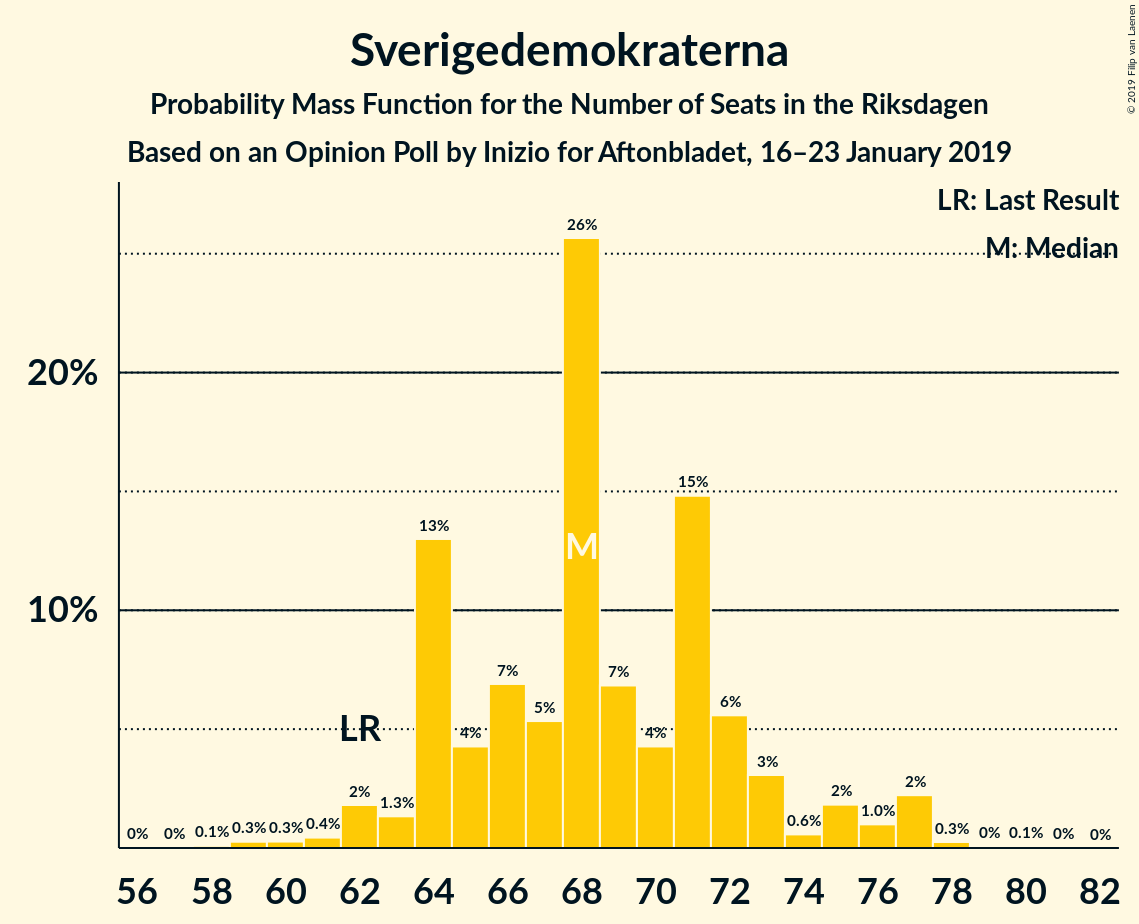 Sverigedemokraterna
Probability Mass Function for the Number of Seats in the Riksdagen
Based on an Opinion Poll by Inizio for Aftonbladet, 16–23 January 2019
© 2019 Filip van Laenen
LR: Last Result
M: Median
20%
10%
0% 0% 0.1% 0.3% 0.3% 0.4% 2% 1.3% 13% 4% 7% 5% 26% 7% 4% 15% 6% 3% 0.6% 2% 1.0% 2% 0.3% 0% 0.1% 0% 0%
LR
M
56 58 60 62 64 66 68 70 72 74 76 78 80 82